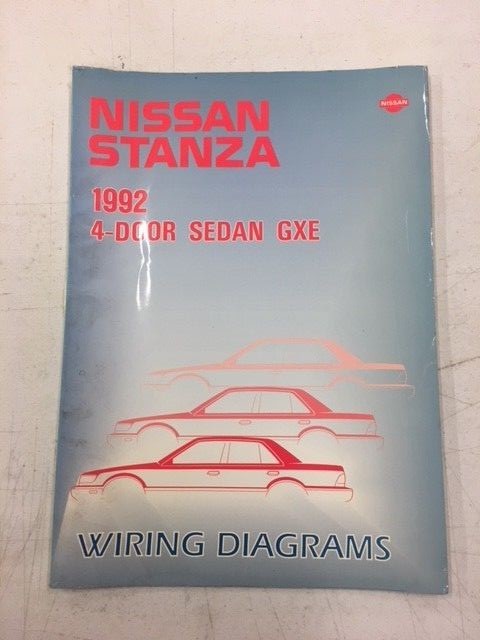 NISSAN
NISSAN
STANZA
1992
4-DOOR SEDAN GXE
WIRING DIAGRAMS